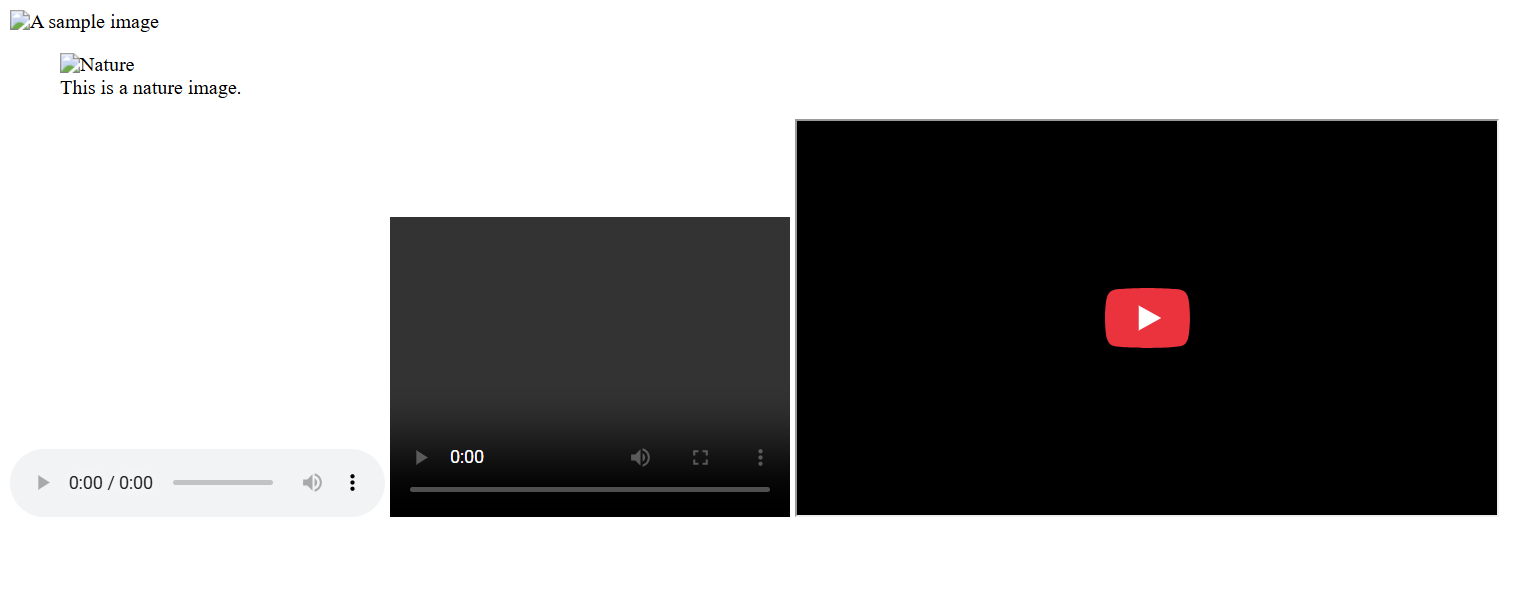 A sample image
Nature
This is a nature image.
0:00 / 0:00
0:00